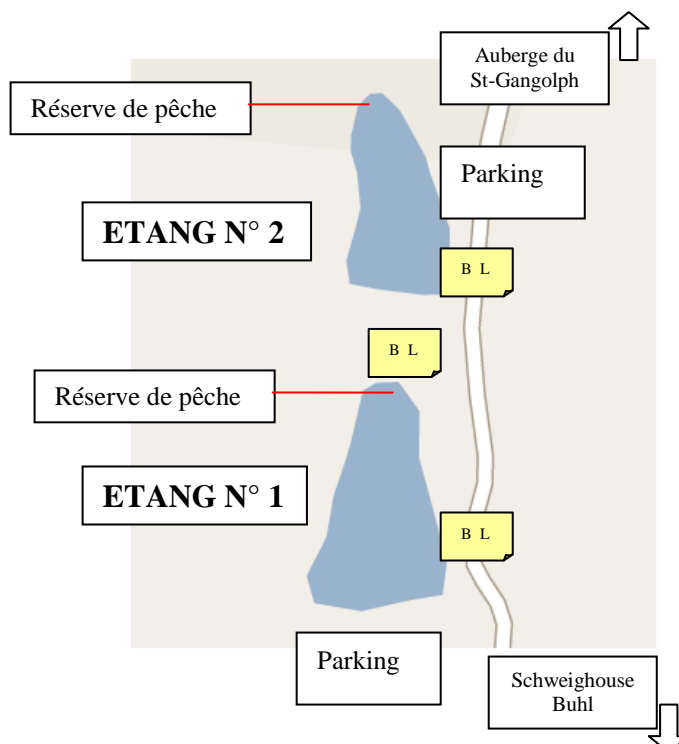 Auberge du
St-Gangolph
Réserve de pêche
Parking
ETANG N° 2
B L
B L
Réserve de pêche
ETANG N° 1
B L
Parking
Schweighouse
Buhl